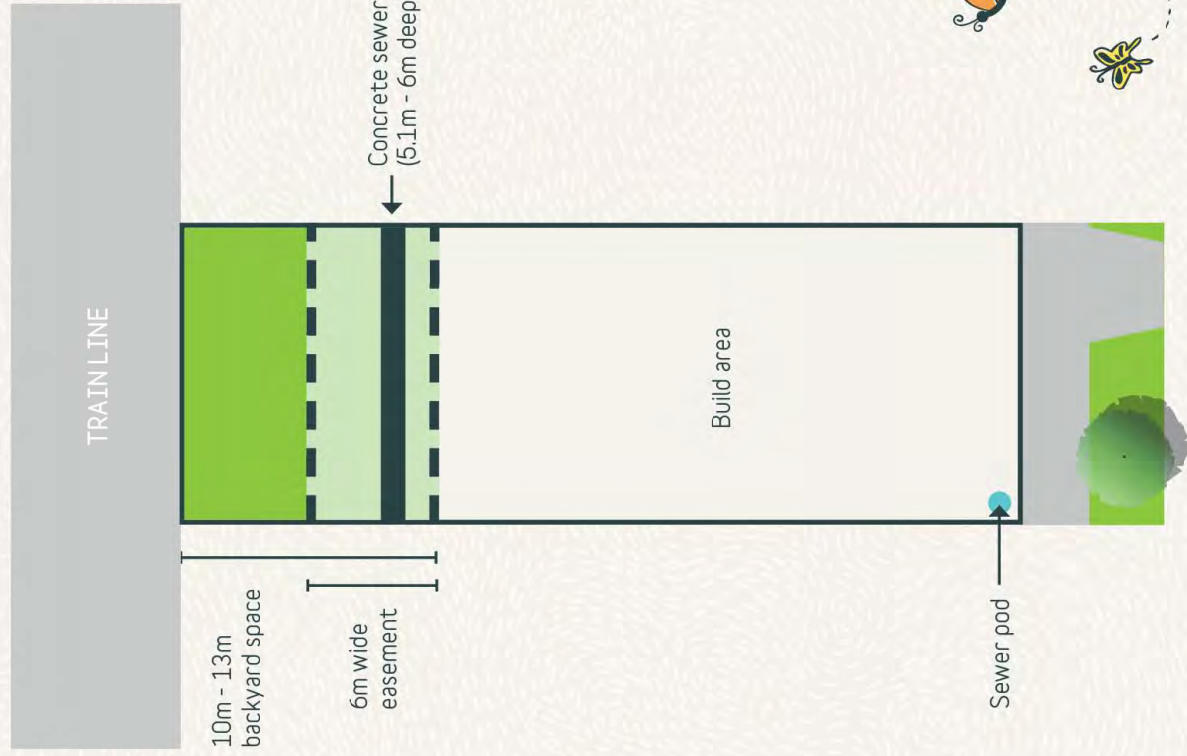 TRAIN LINE
10m - 13m
backyard space
6m wide
easement
Concrete sewer
(5.1m - 6m deep
Build area
Sewer pod